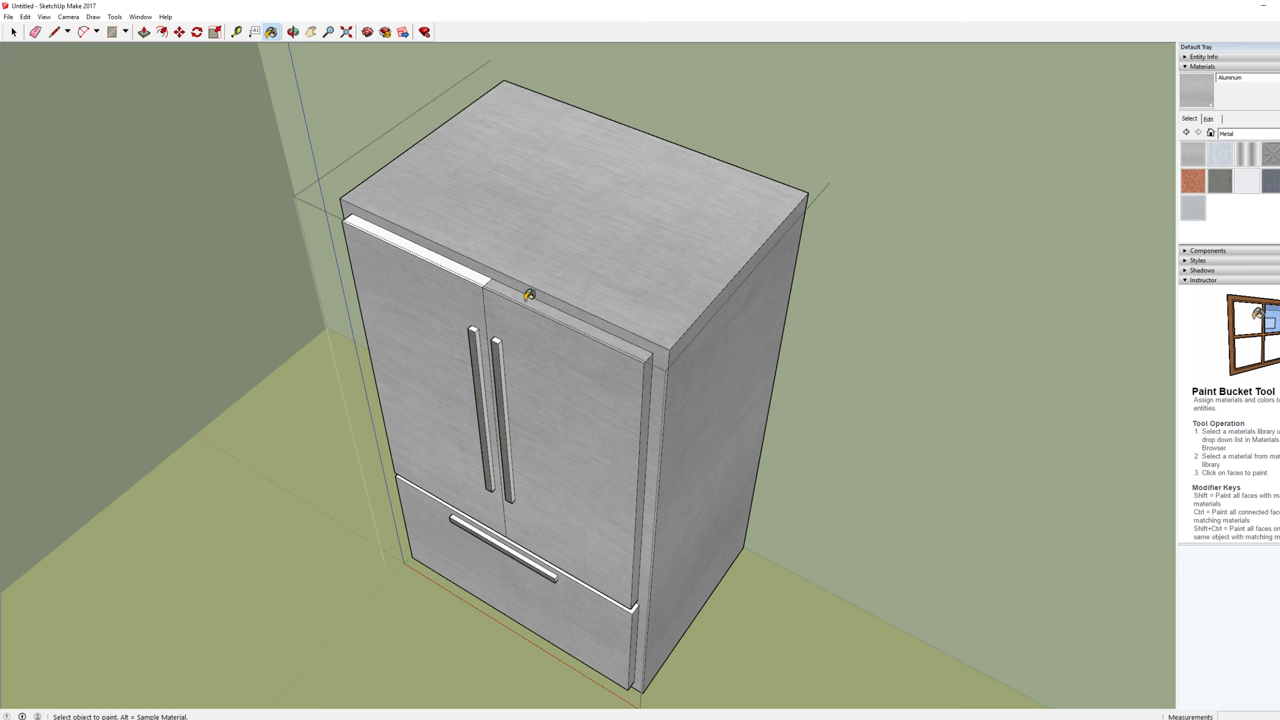 Untitled - SketchUp Make 2017
File Edit View Camera Draw Tools Window Help
Default Tray
Entity Info
Materials
Aluminum
Select Edit
Metal
Components
Styles
Shadows
Instructor
Paint Bucket Tool
Assign materials and colors to
entities.
Tool Operation
1. Select a materials library u
drop down list in Materials
Browser.
2. Select a material from mat
library.
3. Click on faces to paint.
Modifier Keys
Shift = Paint all faces with m
materials
Ctrl = Paint all connected fac
matching materials
Shift+Ctrl = Paint all faces on
same object with matching m
Select object to paint. Alt = Sample Material.
Measurements